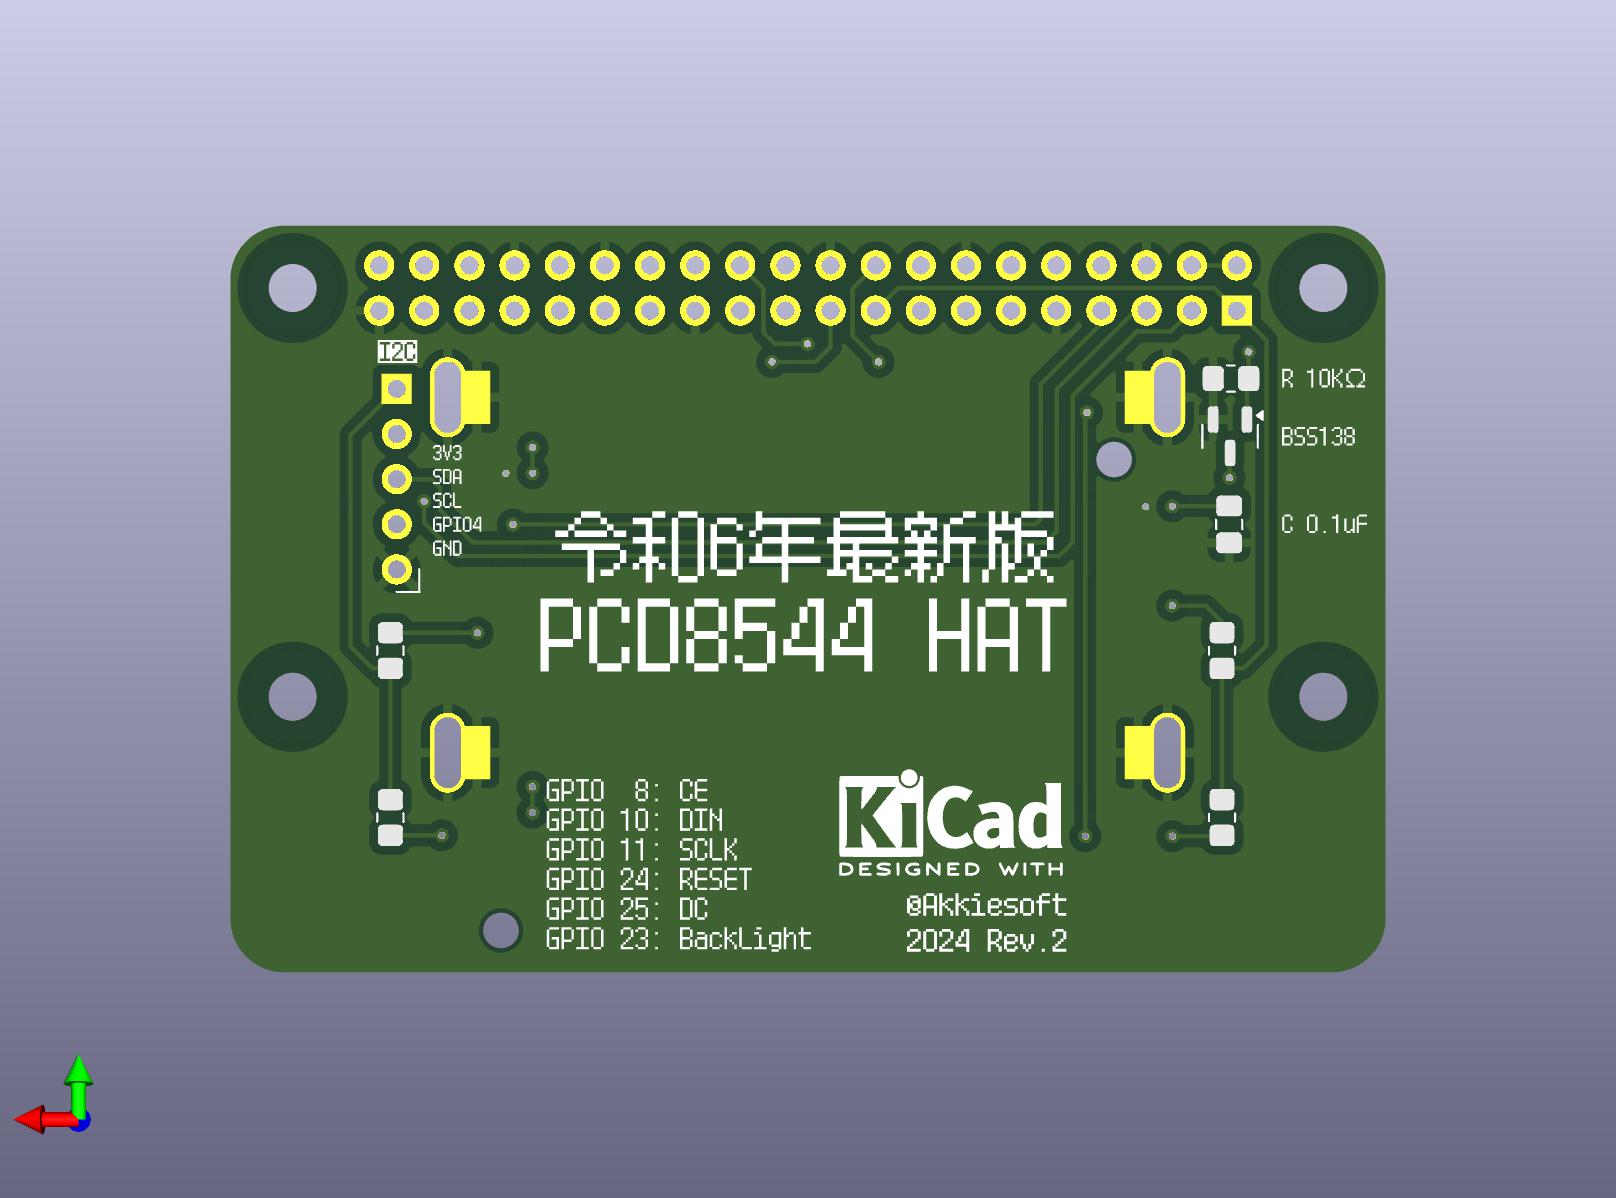 I2C
3V3
SDA
SCL
GPIO4
GND
R 10KΩ
BSS138
C 0.1uF
令和06年最新版
PCD8544 HAT
GPIO  8: CE
GPIO 10: DIN
GPIO 11: SCLK
GPIO 24: RESET
GPIO 25: DC
GPIO 23: BackLight
KiCad
DESIGNED WITH
@Akkiesoft
2024 Rev.2